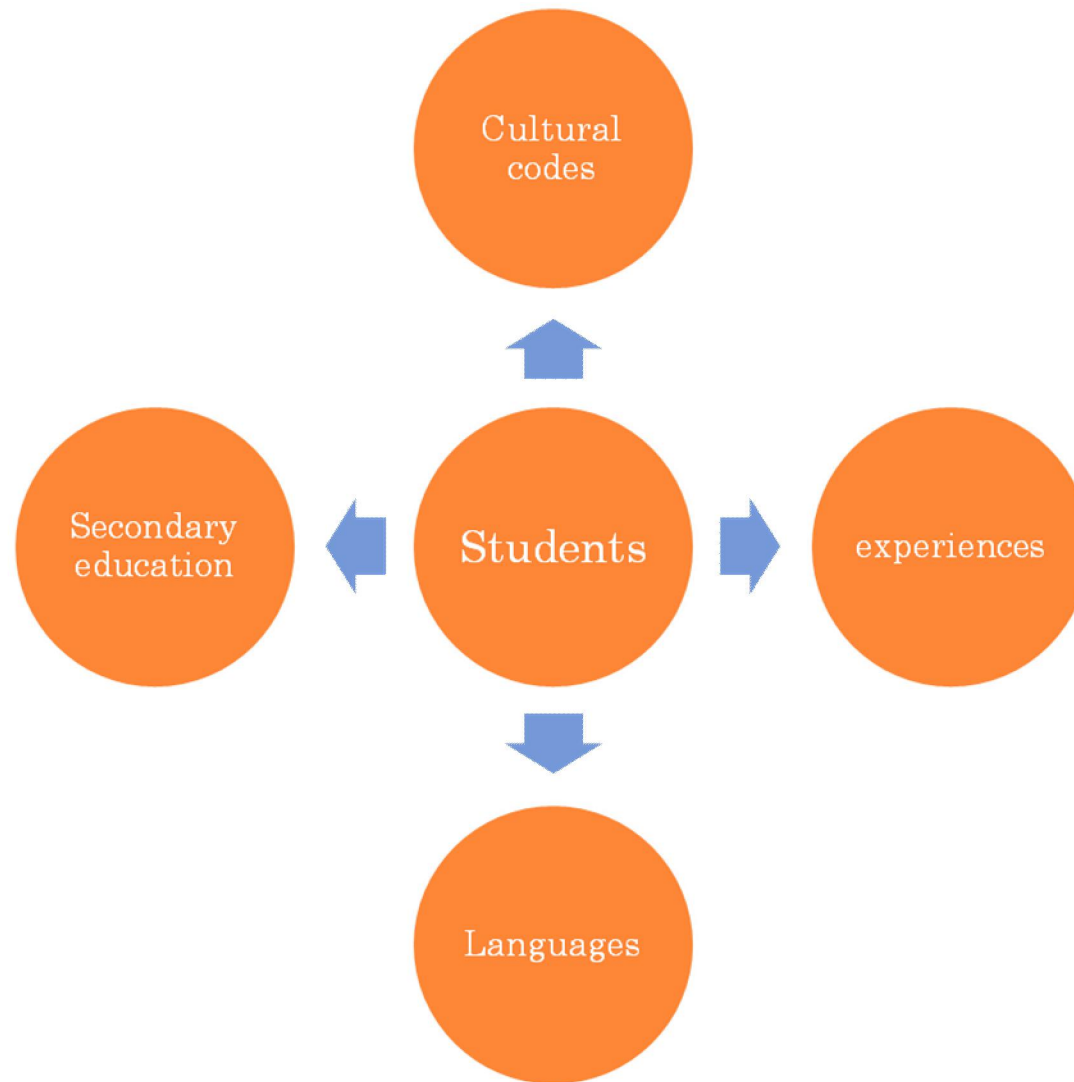 Cultural
codes
Secondary
education
Students
experiences
Languages